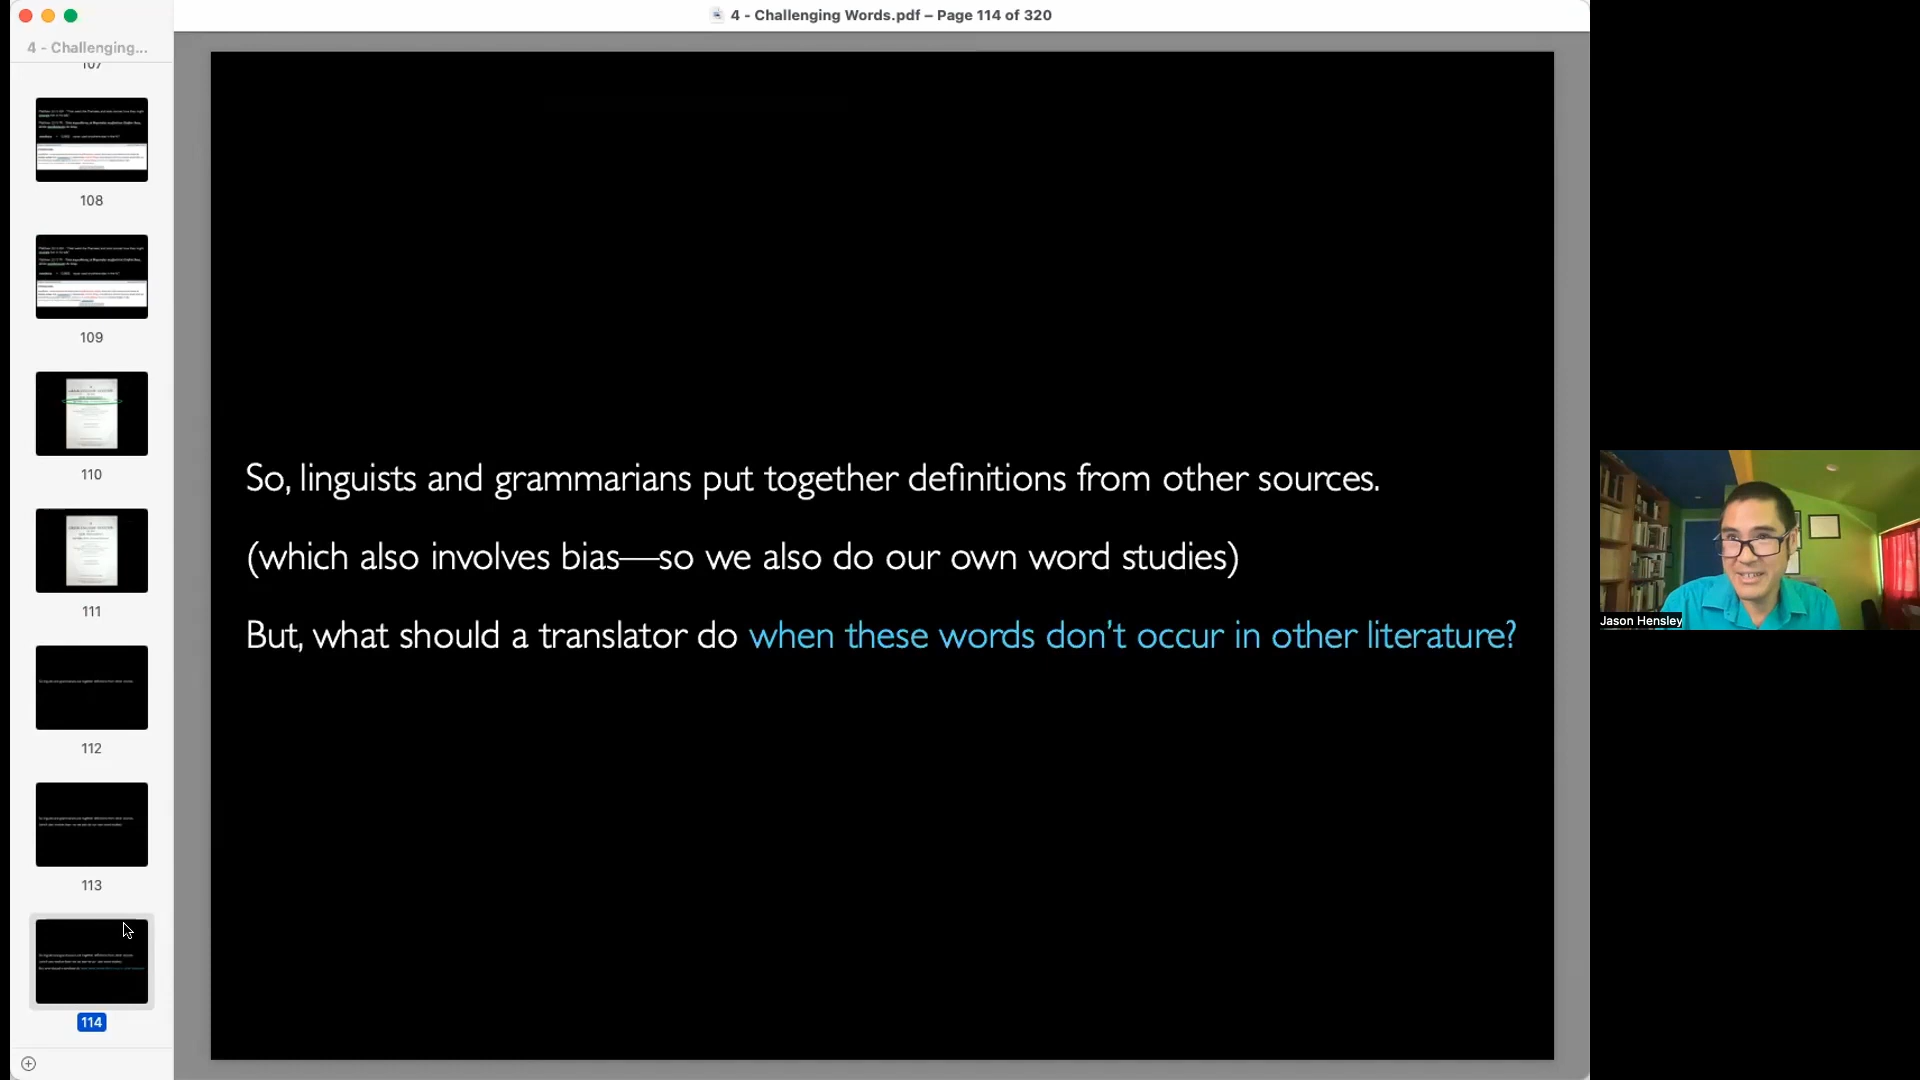 4 - Challenging Words.pdf – Page 114 of 320
4 - Challenging...
107
108
109
110
111
112
113
114
So, linguists and grammarians put together definitions from other sources.
(which also involves bias—so we also do our own word studies)
But, what should a translator do when these words don’t occur in other literature?
Jason Hensley